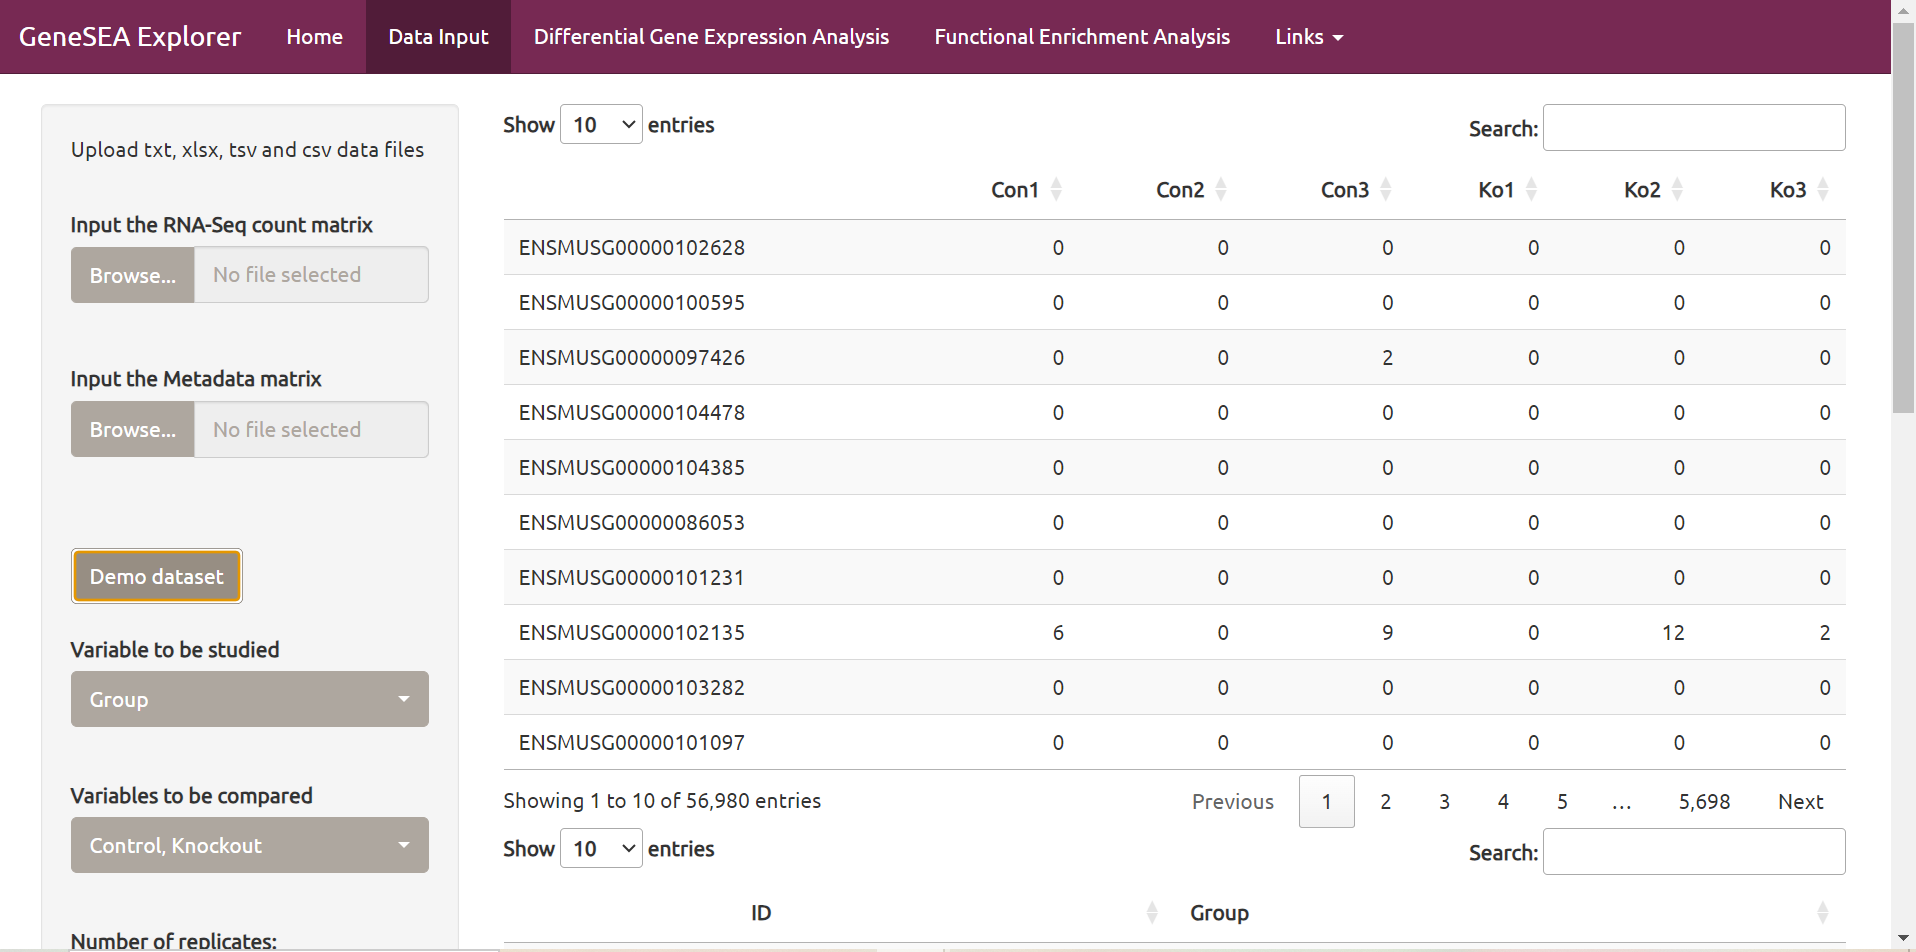 GeneSEA Explorer Home Data Input Differential Gene Expression Analysis Functional Enrichment Analysis Links
Upload txt, xlsx, tsv and csv data files
Input the RNA-Seq count matrix
Browse... No file selected
Input the Metadata matrix
Browse... No file selected
Demo dataset
Variable to be studied
Group
Variables to be compared
Control, Knockout
Number of replicates:
Show 10 entries Search:
Con1 Con2 Con3 Ko1 Ko2 Ko3
ENSMUSG00000102628 0 0 0 0 0 0
ENSMUSG00000100595 0 0 0 0 0 0
ENSMUSG00000097426 0 0 2 0 0 0
ENSMUSG00000104478 0 0 0 0 0 0
ENSMUSG00000104385 0 0 0 0 0 0
ENSMUSG00000086053 0 0 0 0 0 0
ENSMUSG00000101231 0 0 0 0 0 0
ENSMUSG00000102135 6 0 9 0 12 2
ENSMUSG00000103282 0 0 0 0 0 0
ENSMUSG00000101097 0 0 0 0 0 0
Showing 1 to 10 of 56,980 entries Previous 1 2 3 4 5 ... 5,698 Next
Show 10 entries Search:
ID Group